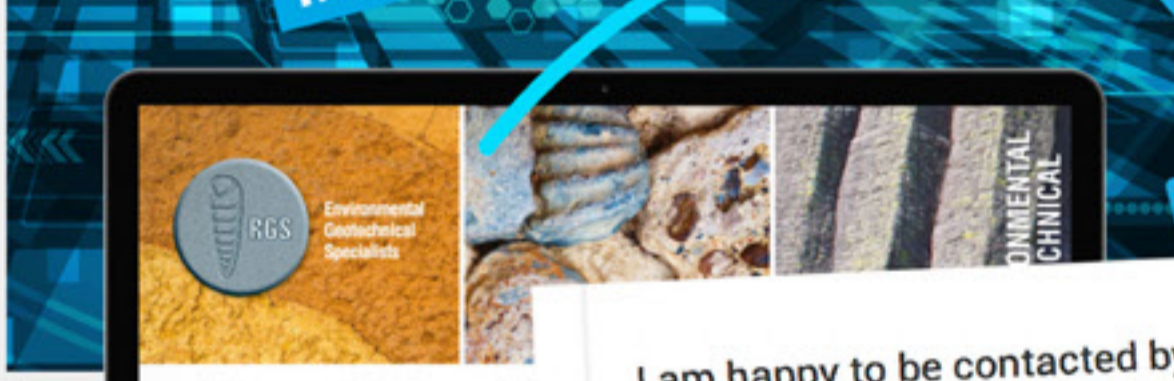 RGS
Environmental
Geotechnical
Specialists
ONMENTAL
CHNICAL
I am happy to be contacted by